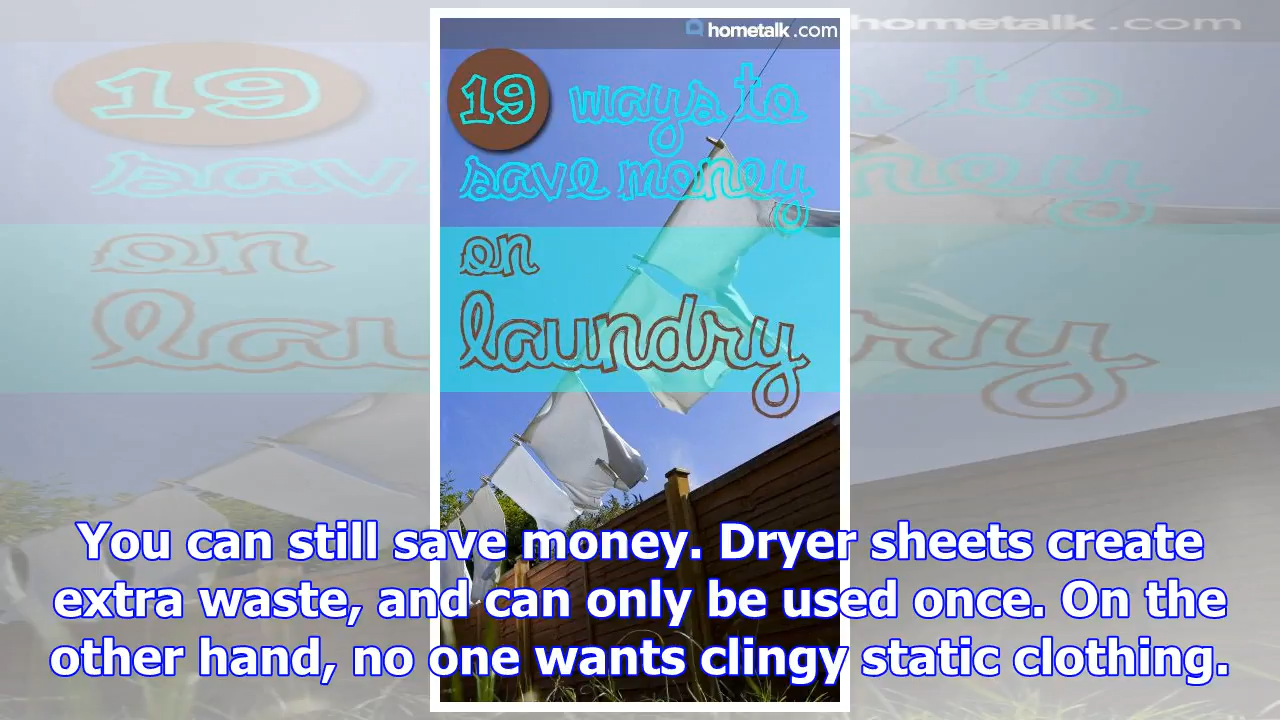 hometalk.com
19 ways to
save money
on
laundry
You can still save money. Dryer sheets create
extra waste, and can only be used once. On the
other hand, no one wants clingy static clothing.